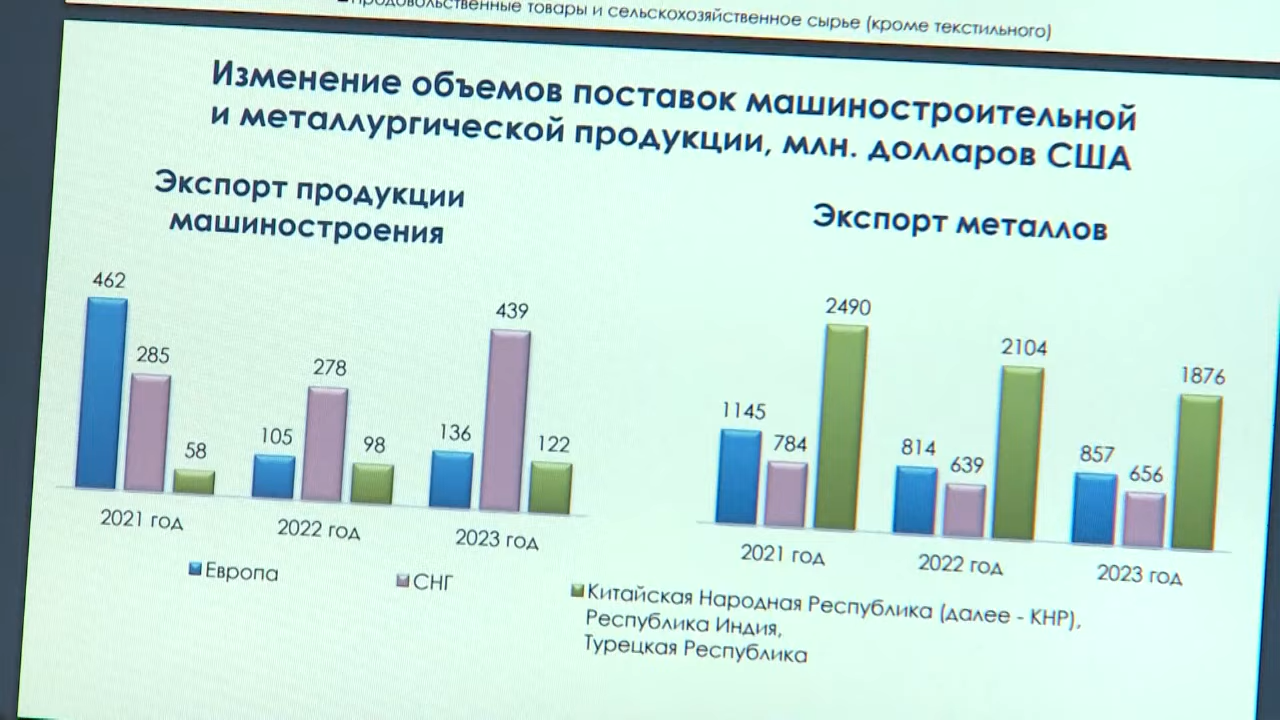 Продовольственные товары и сельскохозяйственное сырье (кроме текстильного)
Изменение объемов поставок машиностроительной
и металлургической продукции, млн. долларов США
Экспорт продукции
машиностроения
462
285
58
105
278
98
136
439
122
2021 год
2022 год
2023 год
Экспорт металлов
1145
784
2490
814
639
2104
857
656
1876
2021 год
2022 год
2023 год
Европа
СНГ
Китайская Народная Республика (далее - КНР),
Республика Индия,
Турецкая Республика